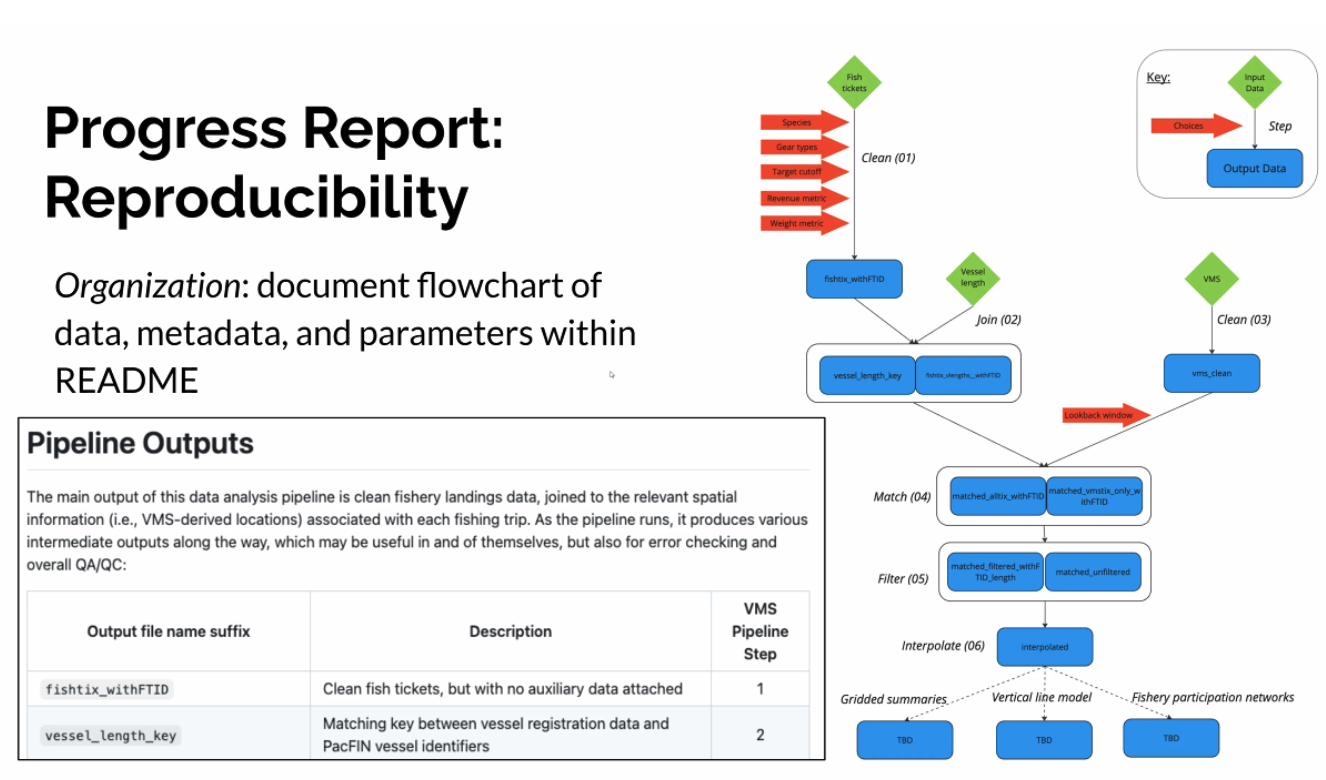 Progress Report:
Reproducibility
Organization: document flowchart of
data, metadata, and parameters within
README
Pipeline Outputs
The main output of this data analysis pipeline is clean fishery landings data, joined to the relevant spatial
information (i.e., VMS-derived locations) associated with each fishing trip. As the pipeline runs, it produces various
intermediate outputs along the way, which may be useful in and of themselves, but also for error checking and
overall QA/QC:
Output file name suffix
Description
VMS
Pipeline
Step
fishtix_withFTID
Clean fish tickets, but with no auxiliary data attached
1
vessel_length_key
Matching key between vessel registration data and
PacFIN vessel identifiers
2
Fish
tickets
Species
Gear types
Target cutoff
Revenue metric
Weight metric
Clean (01)
fishtix_withFTID
Vessel
length
Join (02)
vessel_length_key
fishtix_vlengths_withFTID
VMS
Clean (03)
vms_clean
Lookback window
Match (04)
matched_alltix_withFTID
matched_vmstix_only_w
ithFTID
Filter (05)
matched_filtered_withF
TID_length
matched_unfiltered
Interpolate (06)
interpolated
Gridded summaries
Vertical line model
Fishery participation networks
TBD
TBD
TBD
Key:
Input
Data
Choices
Step
Output Data